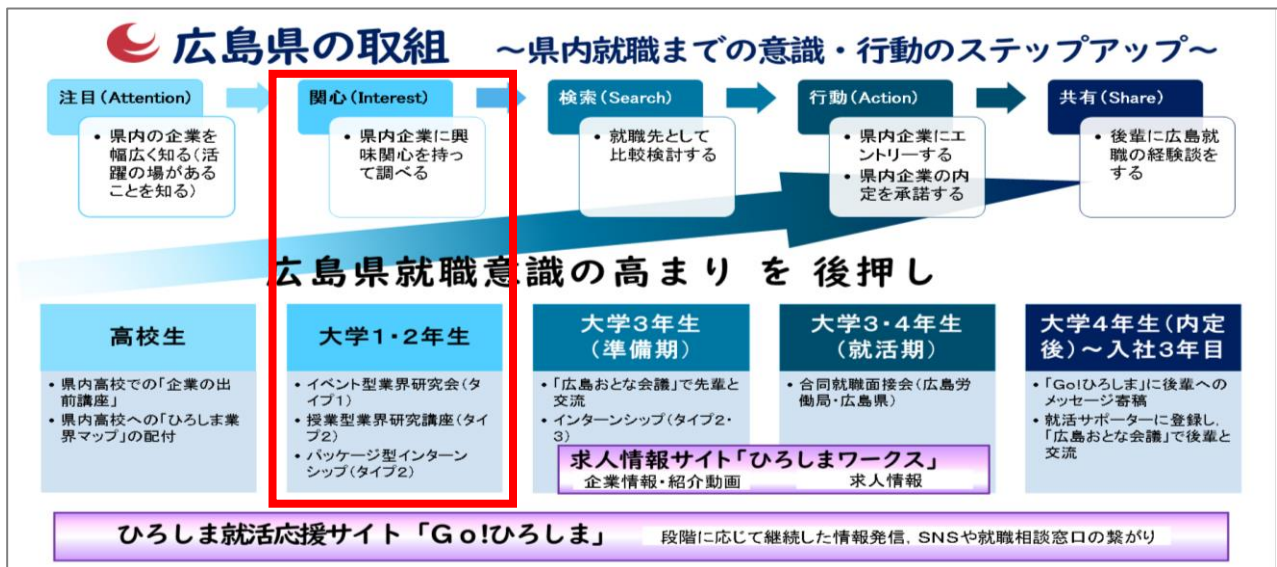 広島県の取組 ～県内就職までの意識・行動のステップアップ～
注目(Attention)
・県内の企業を
幅広く知る(活
躍の場がある
ことを知る)
関心(Interest)
・県内企業に興
味関心を持っ
て調べる
検索(Search)
・就職先として
比較検討する
行動(Action)
・県内企業にエ
ントリーする
・県内企業の内
定を承諾する
共有(Share)
・後輩に広島就
職の経験談を
する
広島県就職意識の高まり を 後押し
高校生
・県内高校での「企業の出
前講座」
・県内高校への「ひろしま業
界マップ」の配付
大学1・2年生
・イベント型業界研究会(タ
イプ1)
・授業型業界研究講座(タイ
プ2)
・パッケージ型インターン
シップ(タイプ2)
大学3年生
(準備期)
・「広島おとな会議」で先輩と
交流
・インターンシップ(タイプ2・
3)
大学3・4年生
(就活期)
・合同就職面接会(広島労
働局・広島県)
大学4年生(内定
後)～入社3年目
・「Go!ひろしま」に後輩への
メッセージ寄稿
・就活サポーターに登録し、
「広島おとな会議」で後輩と
交流
求人情報サイト「ひろしまワークス」
企業情報・紹介動画 求人情報
ひろしま就活応援サイト「Go!ひろしま」 段階に応じて継続した情報発信、SNSや就職相談窓口の繋がり